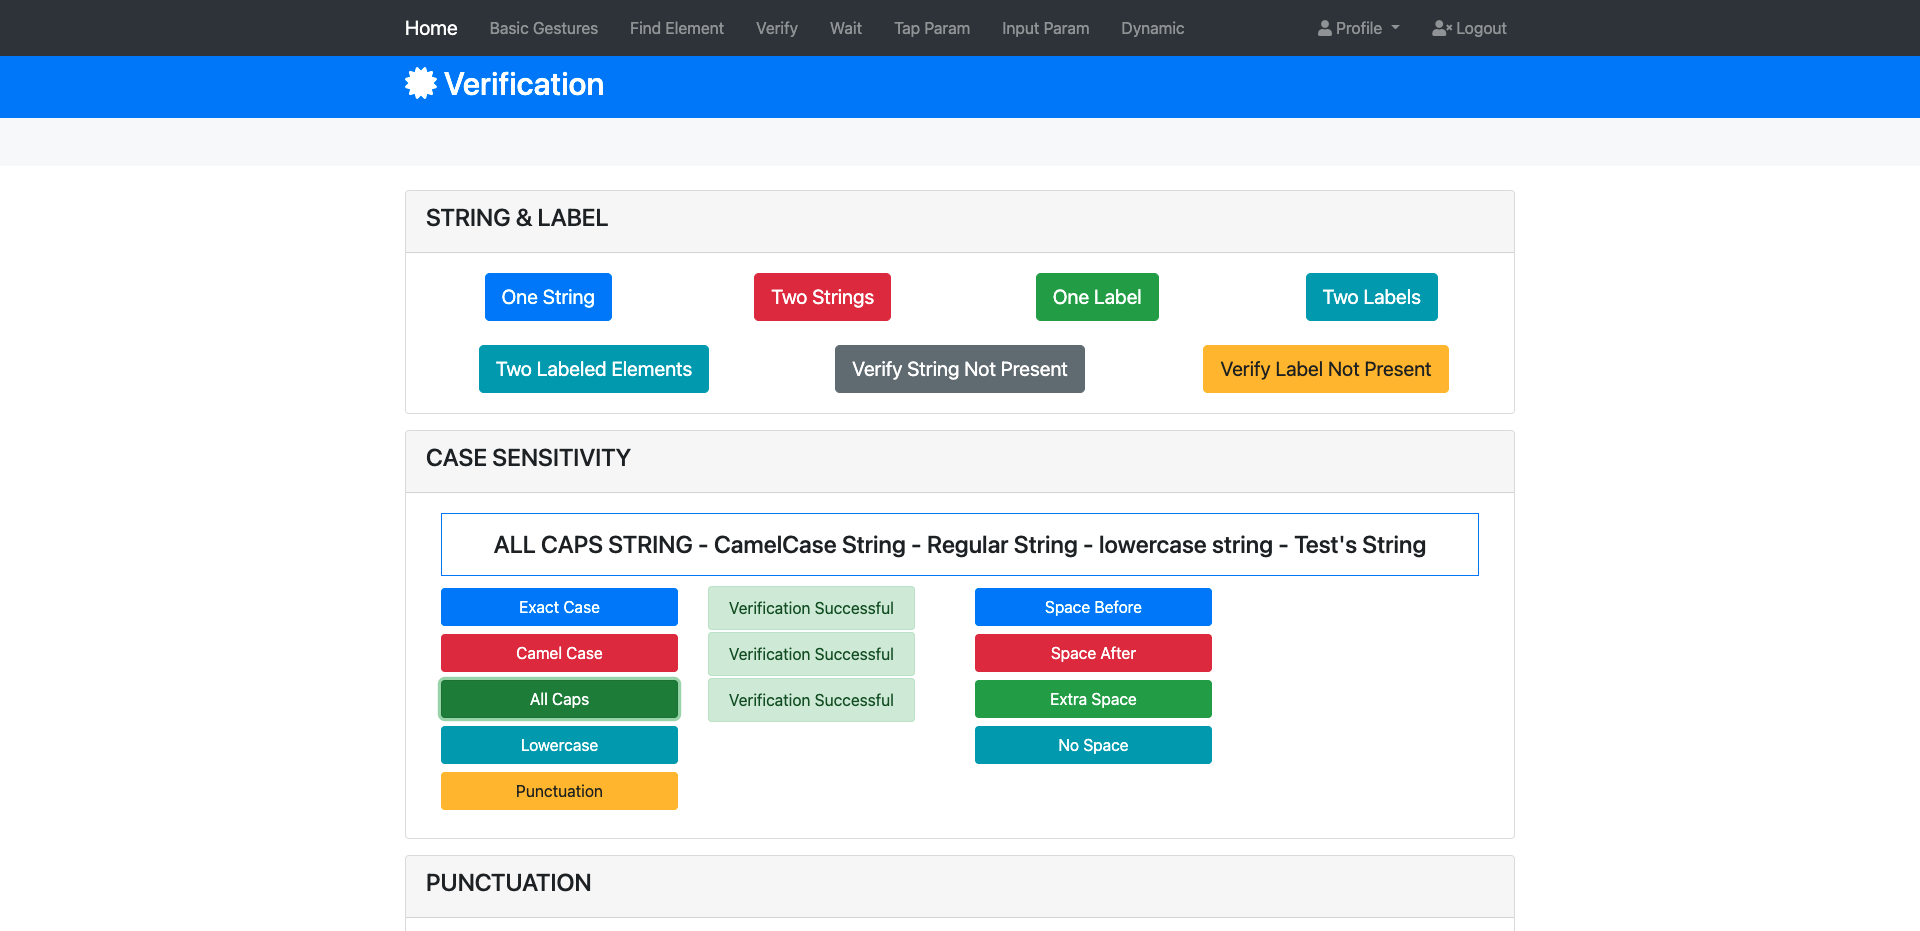 Home Basic Gestures Find Element Verify Wait Tap Param Input Param Dynamic Profile Logout
Verification
STRING & LABEL
One String Two Strings One Label Two Labels
Two Labeled Elements Verify String Not Present Verify Label Not Present
CASE SENSITIVITY
ALL CAPS STRING - CamelCase String - Regular String - lowercase string - Test's String
Exact Case Verification Successful Space Before
Camel Case Verification Successful Space After
All Caps Verification Successful Extra Space
Lowercase No Space
Punctuation
PUNCTUATION